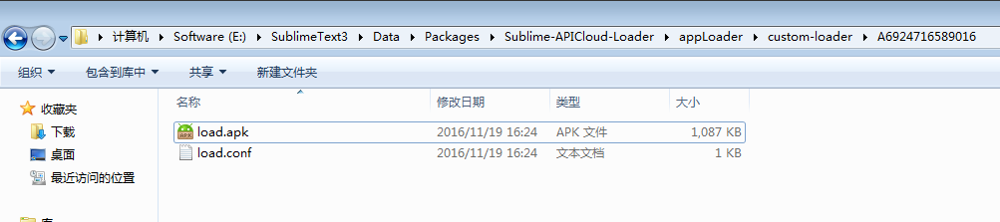 计算机 Software (E:) SublimeText3 Data Packages Sublime-APICloud-Loader appLoader custom-loader A6924716589016
组织 包含到库中 共享 新建文件夹
收藏夹
下载
桌面
最近访问的位置
库
名称 修改日期 类型 大小
load.apk 2016/11/19 16:24 APK 文件 1,087 KB
load.conf 2016/11/19 16:24 文本文档 1 KB